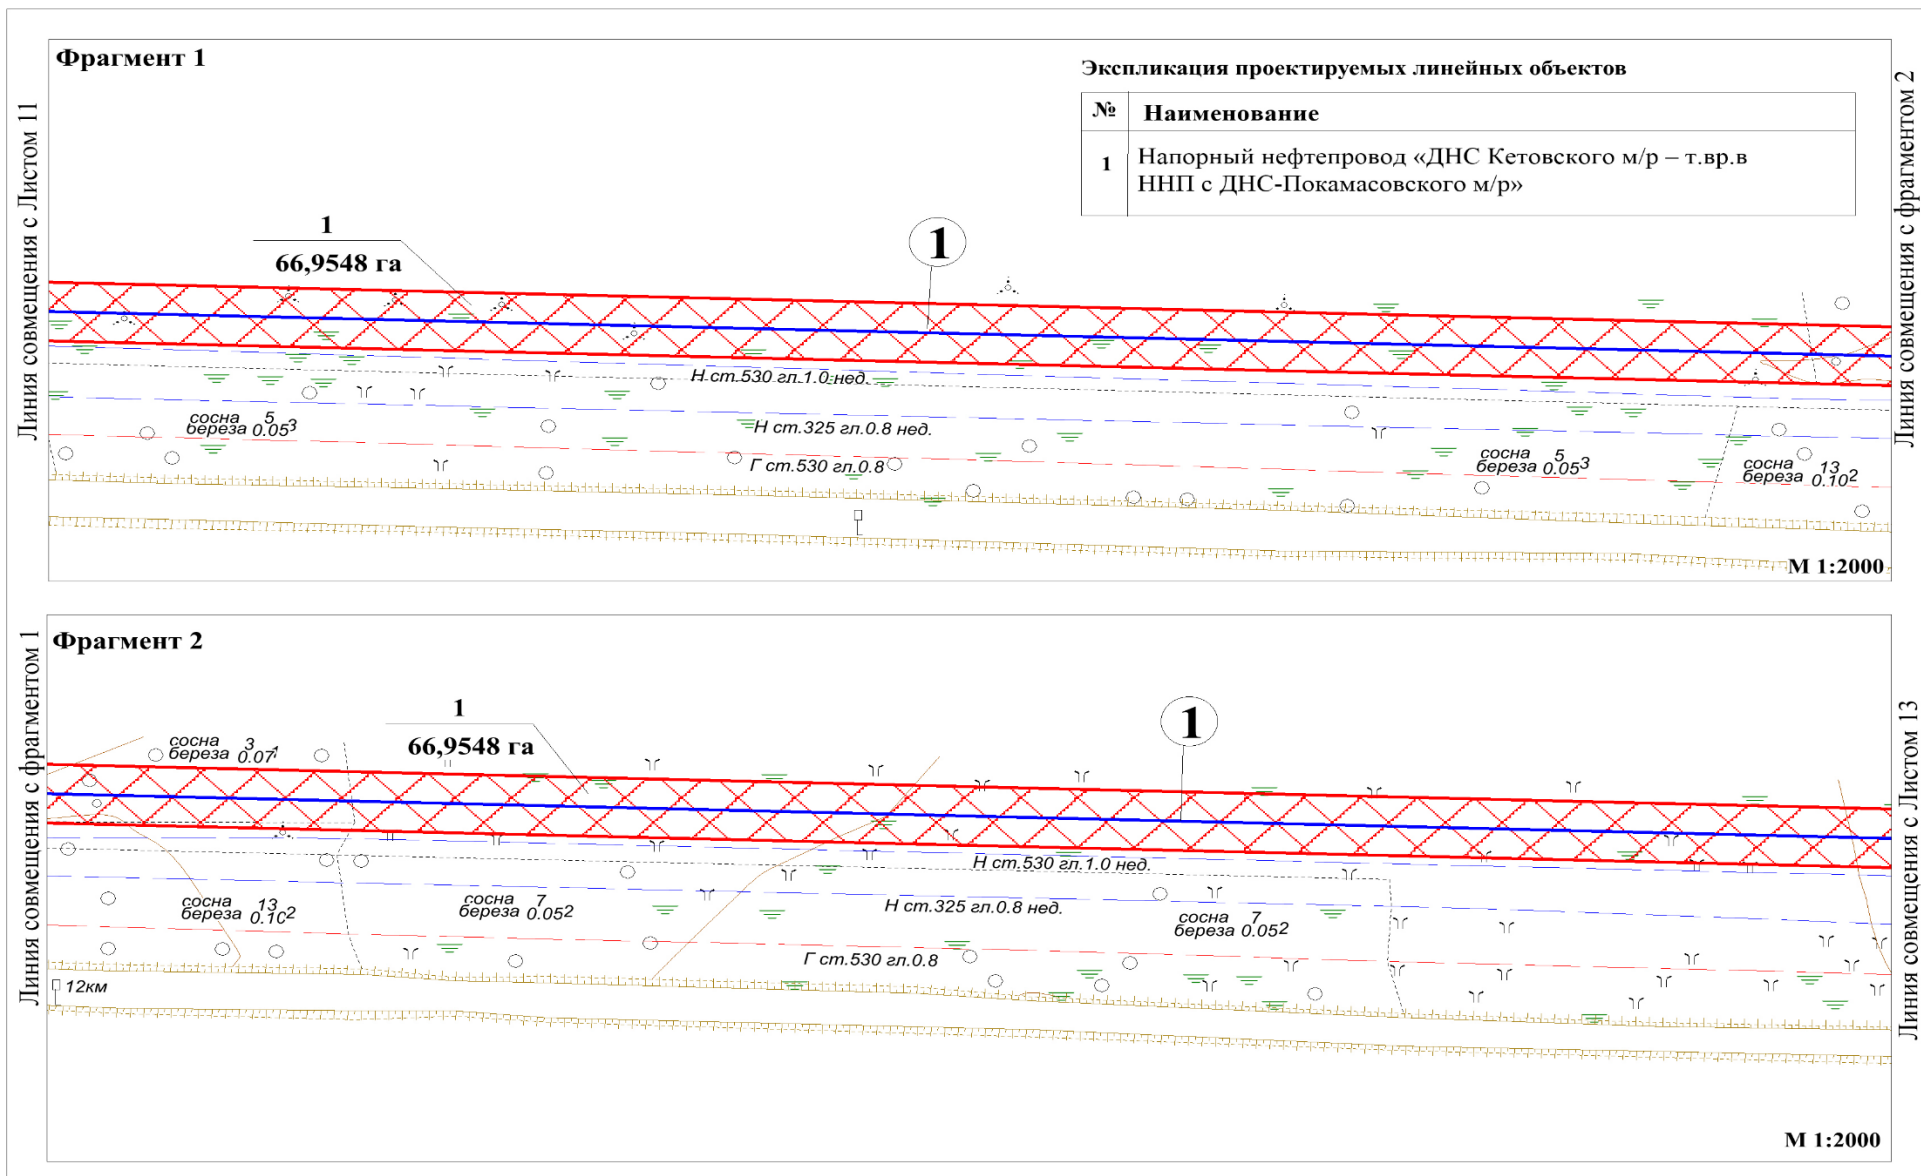 Фрагмент 1
Экспликация проектируемых линейных объектов
№ Наименование
1 Напорный нефтепровод «ДНС Кетовского м/р – т.вр.в
ННП с ДНС-Покамасовского м/р»
Линия совмещения с Листом 11
Линия совмещения с фрагментом 2
1
66,9548 га
1
Н ст.530 гл.1.0 нед.
сосна 5
береза 0.05 3
Н ст.325 гл.0.8 нед.
Г ст.530 гл.0.8
сосна 5
береза 0.05 3
сосна 13
береза 0.10 2
М 1:2000
Фрагмент 2
Линия совмещения с фрагментом 1
Линия совмещения с Листом 13
1
66,9548 га
1
сосна 3
береза 0.07 1
Н ст.530 гл.1.0 нед.
сосна 13
береза 0.10 2
сосна 7
береза 0.05 2
Н ст.325 гл.0.8 нед.
сосна 7
береза 0.05 2
Г ст.530 гл.0.8
12км
М 1:2000